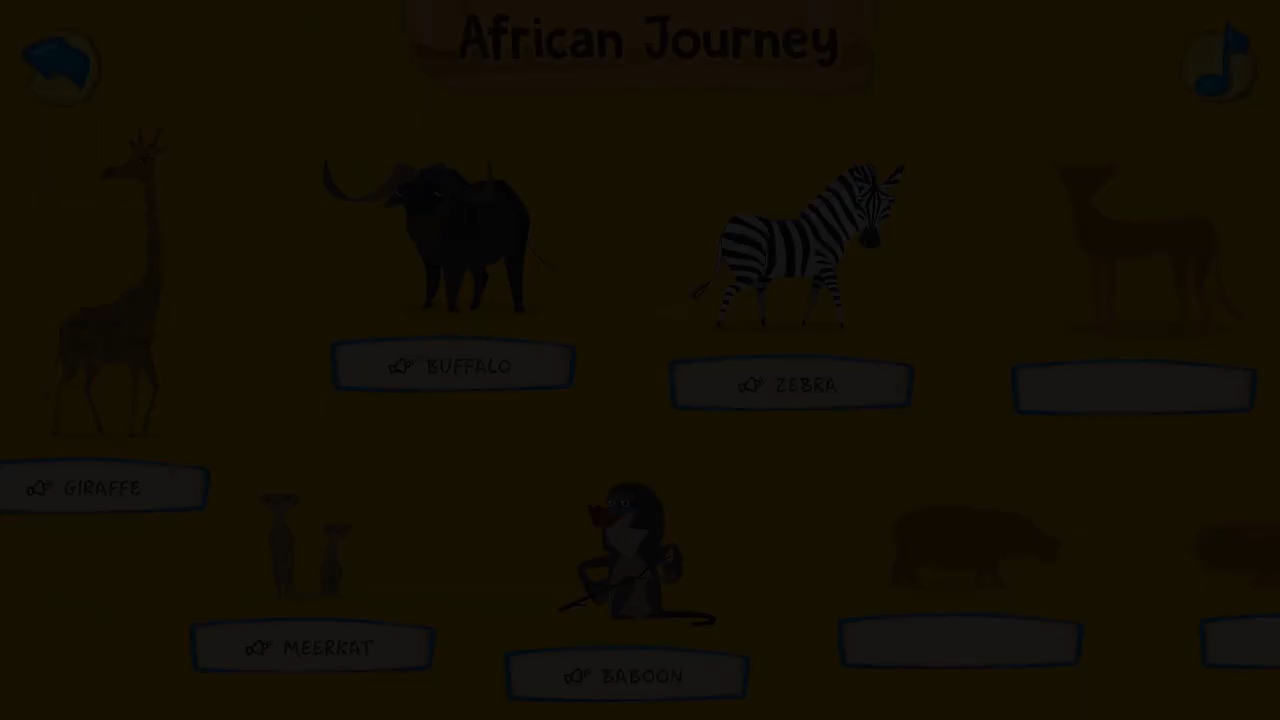 African Journey
BUFFALO
ZEBRA
GIRAFFE
MEERKAT
BABOON